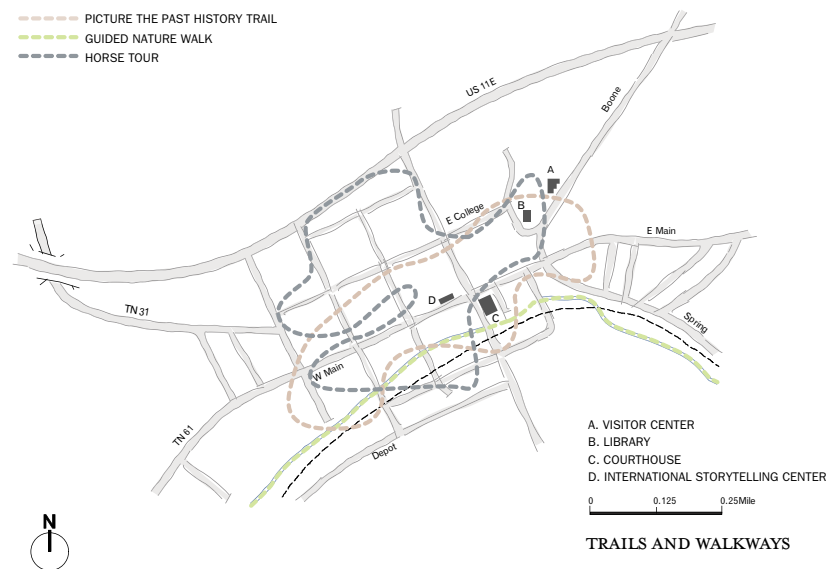 PICTURE THE PAST HISTORY TRAIL
GUIDED NATURE WALK
HORSE TOUR
US 11E
Boone
A
B
E College
E Main
D
C
TN 31
Spring
W Main
TN 61
Depot
A. VISITOR CENTER
B. LIBRARY
C. COURTHOUSE
D. INTERNATIONAL STORYTELLING CENTER
0 0.125 0.25Mile
N
TRAILS AND WALKWAYS